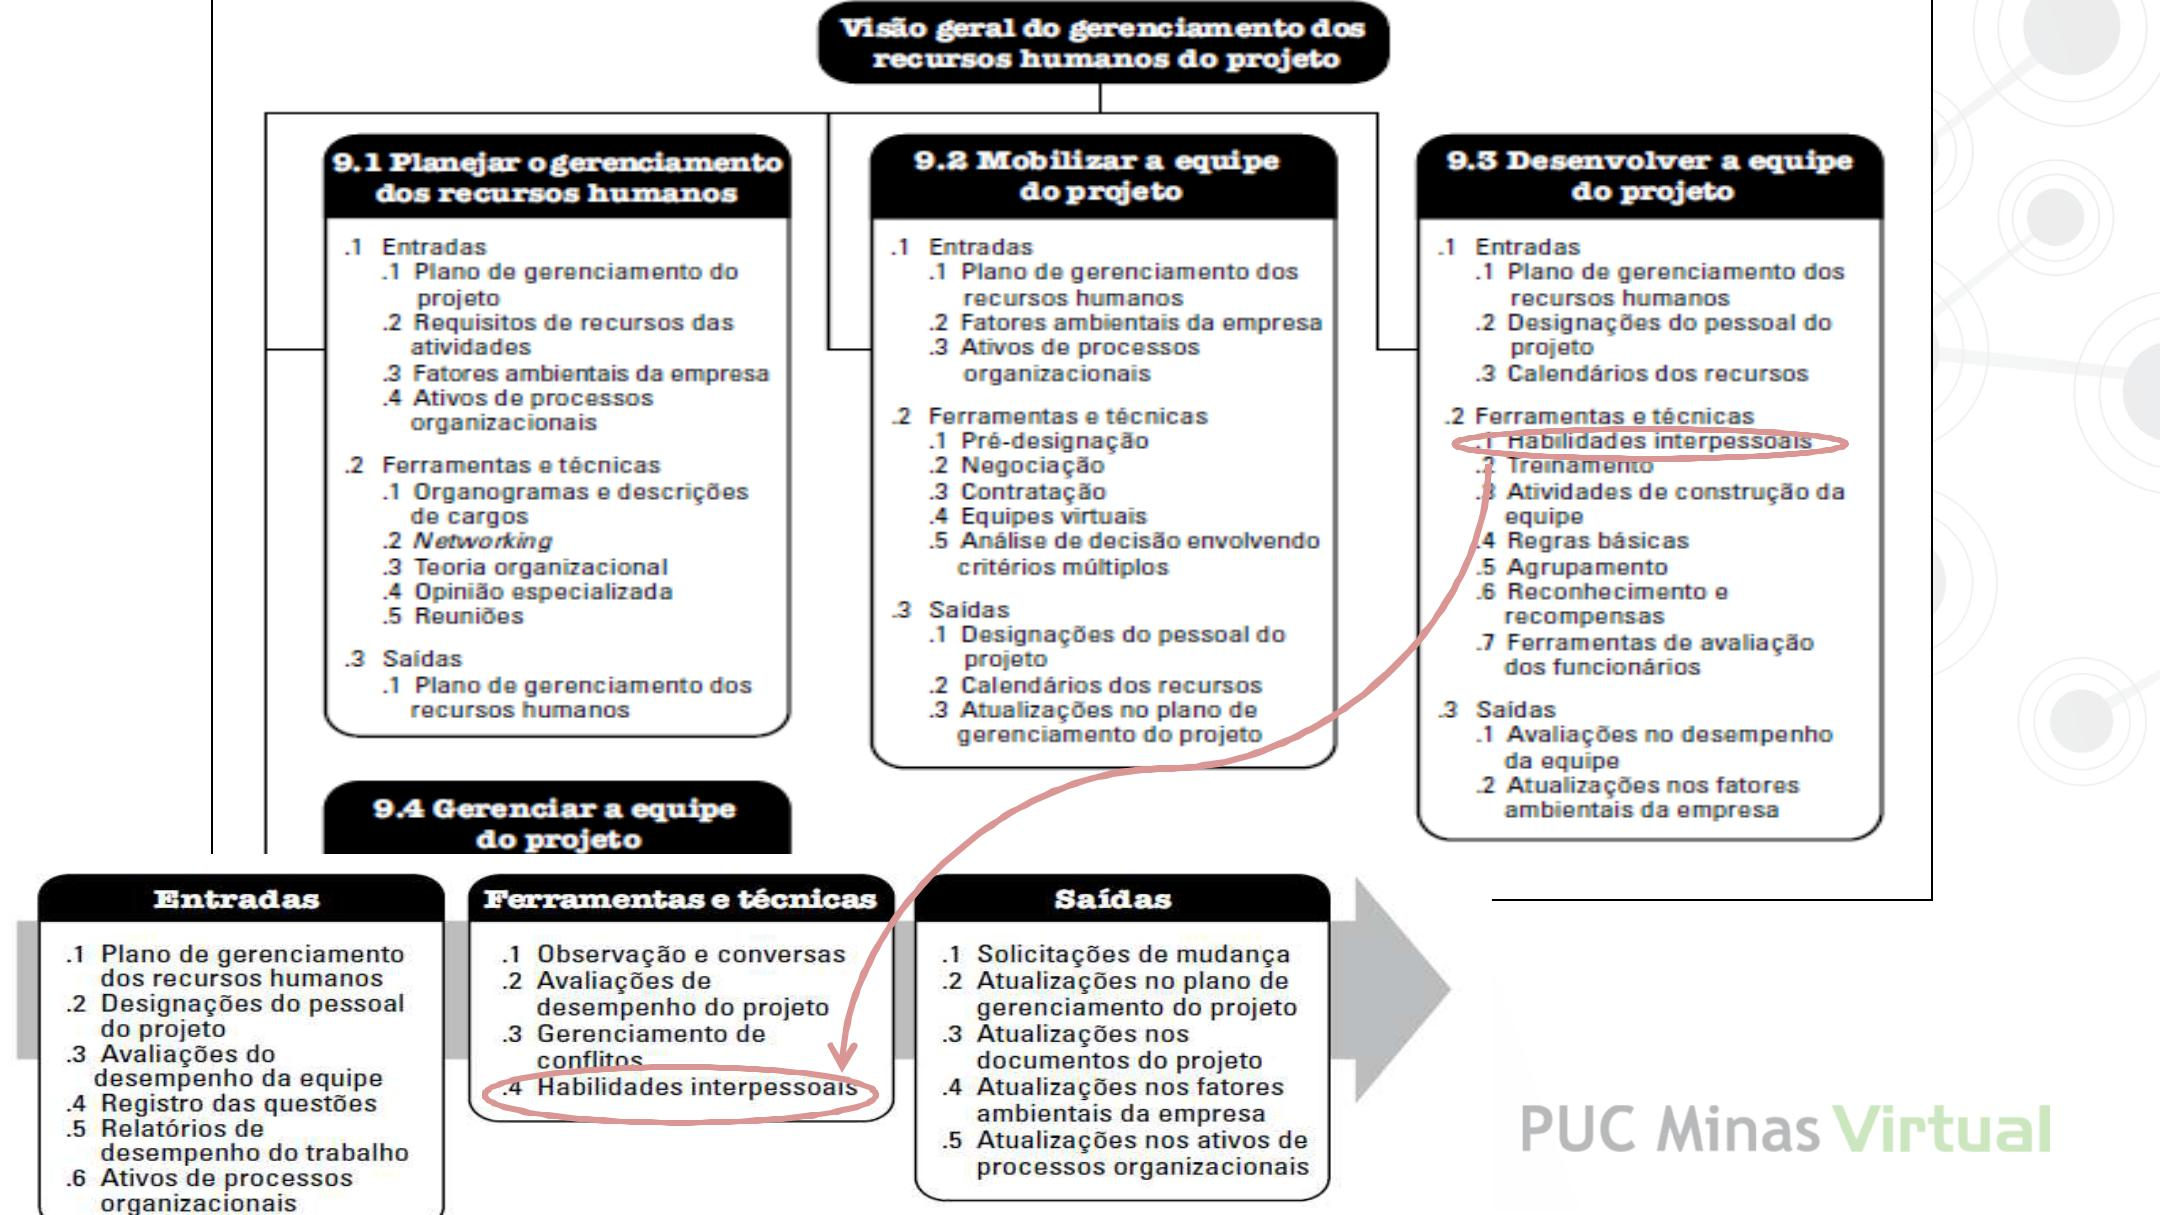 Visão geral do gerenciamento dos
recursos humanos do projeto
9.1 Planejar o gerenciamento
dos recursos humanos
.1 Entradas
.1 Plano de gerenciamento do
projeto
.2 Requisitos de recursos das
atividades
.3 Fatores ambientais da empresa
.4 Ativos de processos
organizacionais
.2 Ferramentas e técnicas
.1 Organogramas e descrições
de cargos
.2 Networking
.3 Teoria organizacional
.4 Opinião especializada
.5 Reuniões
.3 Saídas
.1 Plano de gerenciamento dos
recursos humanos
9.2 Mobilizar a equipe
do projeto
.1 Entradas
.1 Plano de gerenciamento dos
recursos humanos
.2 Fatores ambientais da empresa
.3 Ativos de processos
organizacionais
.2 Ferramentas e técnicas
.1 Pré-designação
.2 Negociação
.3 Contratação
.4 Equipes virtuais
.5 Análise de decisão envolvendo
critérios múltiplos
.3 Saídas
.1 Designações do pessoal do
projeto
.2 Calendários dos recursos
.3 Atualizações no plano de
gerenciamento do projeto
9.3 Desenvolver a equipe
do projeto
.1 Entradas
.1 Plano de gerenciamento dos
recursos humanos
.2 Designações do pessoal do
projeto
.3 Calendários dos recursos
.2 Ferramentas e técnicas
.1 Habilidades interpessoais
.2 Treinamento
.3 Atividades de construção da
equipe
.4 Regras básicas
.5 Agrupamento
.6 Reconhecimento e
recompensas
.7 Ferramentas de avaliação
dos funcionários
.3 Saídas
.1 Avaliações no desempenho
da equipe
.2 Atualizações nos fatores
ambientais da empresa
9.4 Gerenciar a equipe
do projeto
Entradas
.1 Plano de gerenciamento
dos recursos humanos
.2 Designações do pessoal
do projeto
.3 Avaliações do
desempenho da equipe
.4 Registro das questões
.5 Relatórios de
desempenho do trabalho
.6 Ativos de processos
organizacionais
Ferramentas e técnicas
.1 Observação e conversas
.2 Avaliações de
desempenho do projeto
.3 Gerenciamento de
conflitos
.4 Habilidades interpessoais
Saídas
.1 Solicitações de mudança
.2 Atualizações no plano de
gerenciamento do projeto
.3 Atualizações nos
documentos do projeto
.4 Atualizações nos fatores
ambientais da empresa
.5 Atualizações nos ativos de
processos organizacionais
PUC Minas Virtual